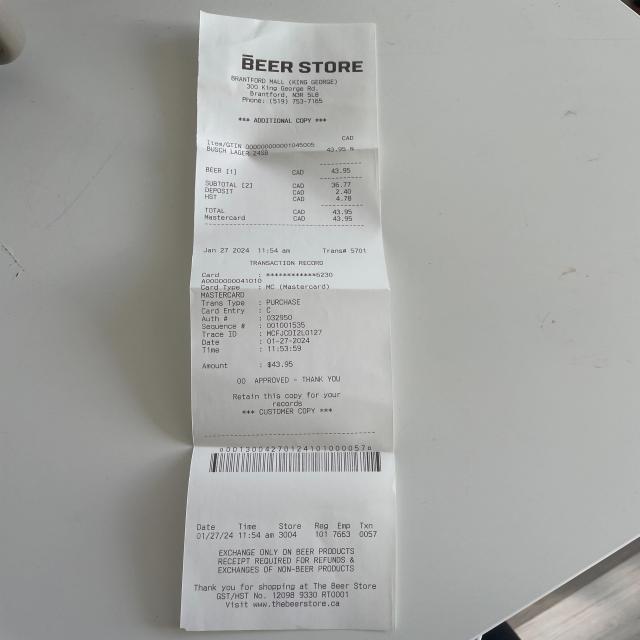 BEER STORE
BRANTFORD MALL (KING GEORGE)
300 King George Rd.
Brantford, N3R 5L8
Phone: (519) 753-7165
*** ADDITIONAL COPY ***
CAD
Item/GTIN 000000000001045005
BUSCH LAGER 24SB 43.95 N
BEER [1] CAD 43.95
SUBTOTAL [2] CAD 36.77
DEPOSIT CAD 2.40
HST CAD 4.78
TOTAL CAD 43.95
Mastercard CAD 43.95
Jan 27 2024 11:54 am Trans# 5701
TRANSACTION RECORD
Card : ************6230
A0000000041010
Card Type : MC (Mastercard)
MASTERCARD
Trans Type : PURCHASE
Card Entry : C
Auth # : 032950
Sequence # : 001001535
Trace ID : MCFJCDI2L0127
Date : 01-27-2024
Time : 11:53:59
Amount : $43.95
00 APPROVED - THANK YOU
Retain this copy for your
records
*** CUSTOMER COPY ***
Date Time Store Reg Emp Txn
01/27/24 11:54 am 3004 101 7663 0057
EXCHANGE ONLY ON BEER PRODUCTS
RECEIPT REQUIRED FOR REFUNDS &
EXCHANGES OF NON-BEER PRODUCTS
Thank you for shopping at The Beer Store
GST/HST No. 12098 9330 RT0001
Visit www.thebeerstore.ca